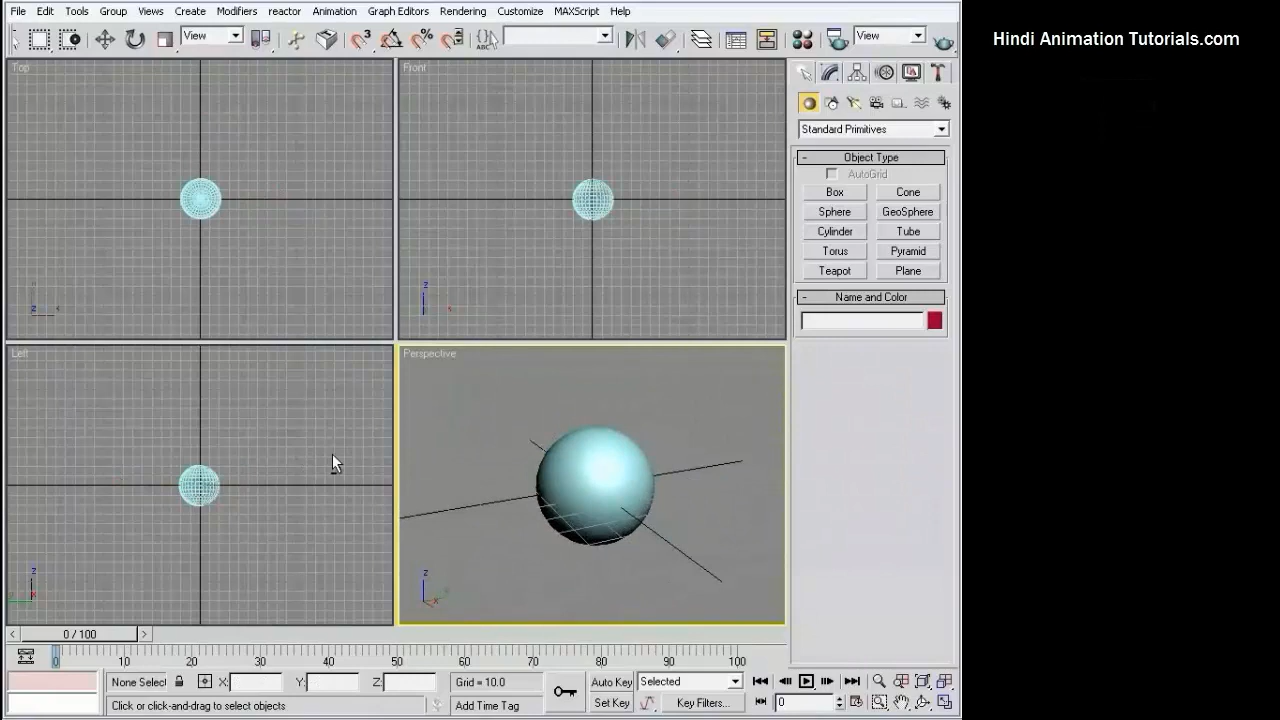 File Edit Tools Group Views Create Modifiers reactor Animation Graph Editors Rendering Customize MAXScript Help
Hindi Animation Tutorials.com
View
3
%
ABC
View
Top
Front
Standard Primitives
- Object Type
AutoGrid
Box Cone
Sphere GeoSphere
Cylinder Tube
Torus Pyramid
Teapot Plane
- Name and Color
z
z
Left
Perspective
z
x
z
x
< 0 / 100 >
0 10 20 30 40 50 60 70 80 90 100
None Selec X: Y: Z: Grid = 10.0 Auto Key Selected
Click or click-and-drag to select objects Add Time Tag Set Key Key Filters... 0